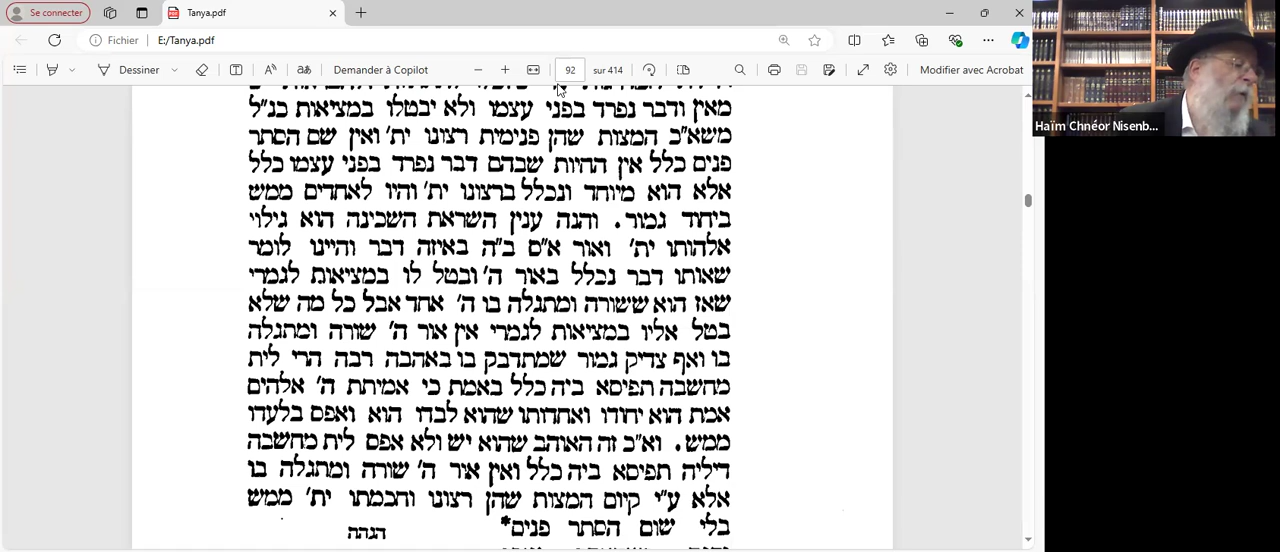 Se connecter
Tanya.pdf
Fichier
E:/Tanya.pdf
Dessiner
Demander à Copilot
92
sur 414
Modifier avec Acrobat
Haïm Chnéor Nisenb...
מאין ודבר נפרד בפני עצמו ולא יבטלו במציאות כנ"ל
משא"כ המצות שהן פנימית רצונו ית' ואין שם הסתר
פנים כלל אין החיות שבהם דבר נפרד בפני עצמו כלל
אלא הוא מיוחד ונכלל ברצונו ית' והיו לאחדים ממש
ביחוד גמור. והנה ענין השראת השכינה הוא גילוי
אלהותו ית' ואור א"ס ב"ה באיזה דבר והיינו לומר
שאותו דבר נכלל באור ה' ובטל לו במציאות לגמרי
שאז הוא ששורה ומתגלה בו ה' אחד אבל כל מה שלא
בטל אליו במציאות לגמרי אין אור ה' שורה ומתגלה
בו ואף צדיק גמור שמתדבק בו באהבה רבה הרי לית
מחשבה תפיסא ביה כלל באמת כי אמיתת ה' אלהים
אמת הוא יחודו ואחדותו שהוא לבדו הוא ואפס בלעדו
ממש. וא"כ זה האוהב שהוא יש ולא אפס לית מחשבה
דיליה תפיסא ביה כלל ואין אור ה' שורה ומתגלה בו
אלא ע"י קיום המצות שהן רצונו וחכמתו ית' ממש
בלי שום הסתר פנים*
הגהה